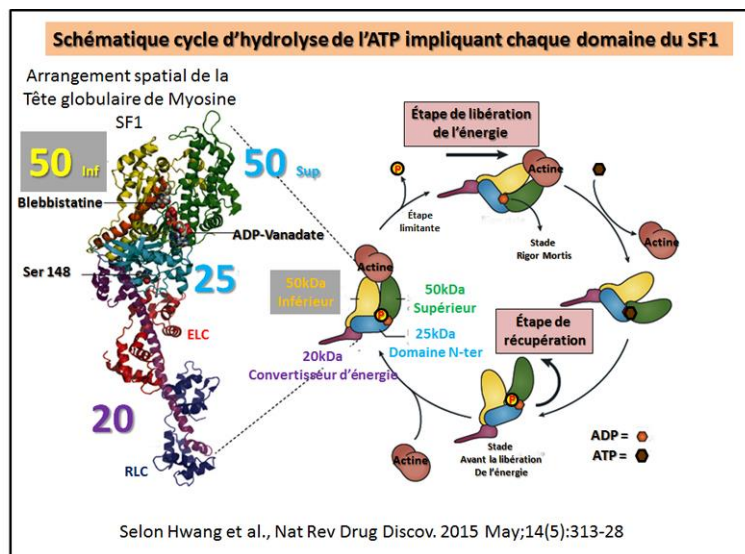 Schématique cycle d'hydrolyse de l'ATP impliquant chaque domaine du SF1
Arrangement spatial de la
Tête globulaire de Myosine
SF1
50 Inf
50 Sup
Blebbistatine
ADP-Vanadate
Ser 148
25
ELC
20
RLC
Étape de libération
de l'énergie
P
Étape
limitante
Actine
Stade
Rigor Mortis
Actine
Actine
50kDa
Inférieur
50kDa
Supérieur
P
25kDa
Domaine N-ter
20kDa
Convertisseur d'énergie
Étape de
récupération
P
Stade
Avant la libération
De l'énergie
Actine
ADP =
ATP =
Selon Hwang et al., Nat Rev Drug Discov. 2015 May;14(5):313-28